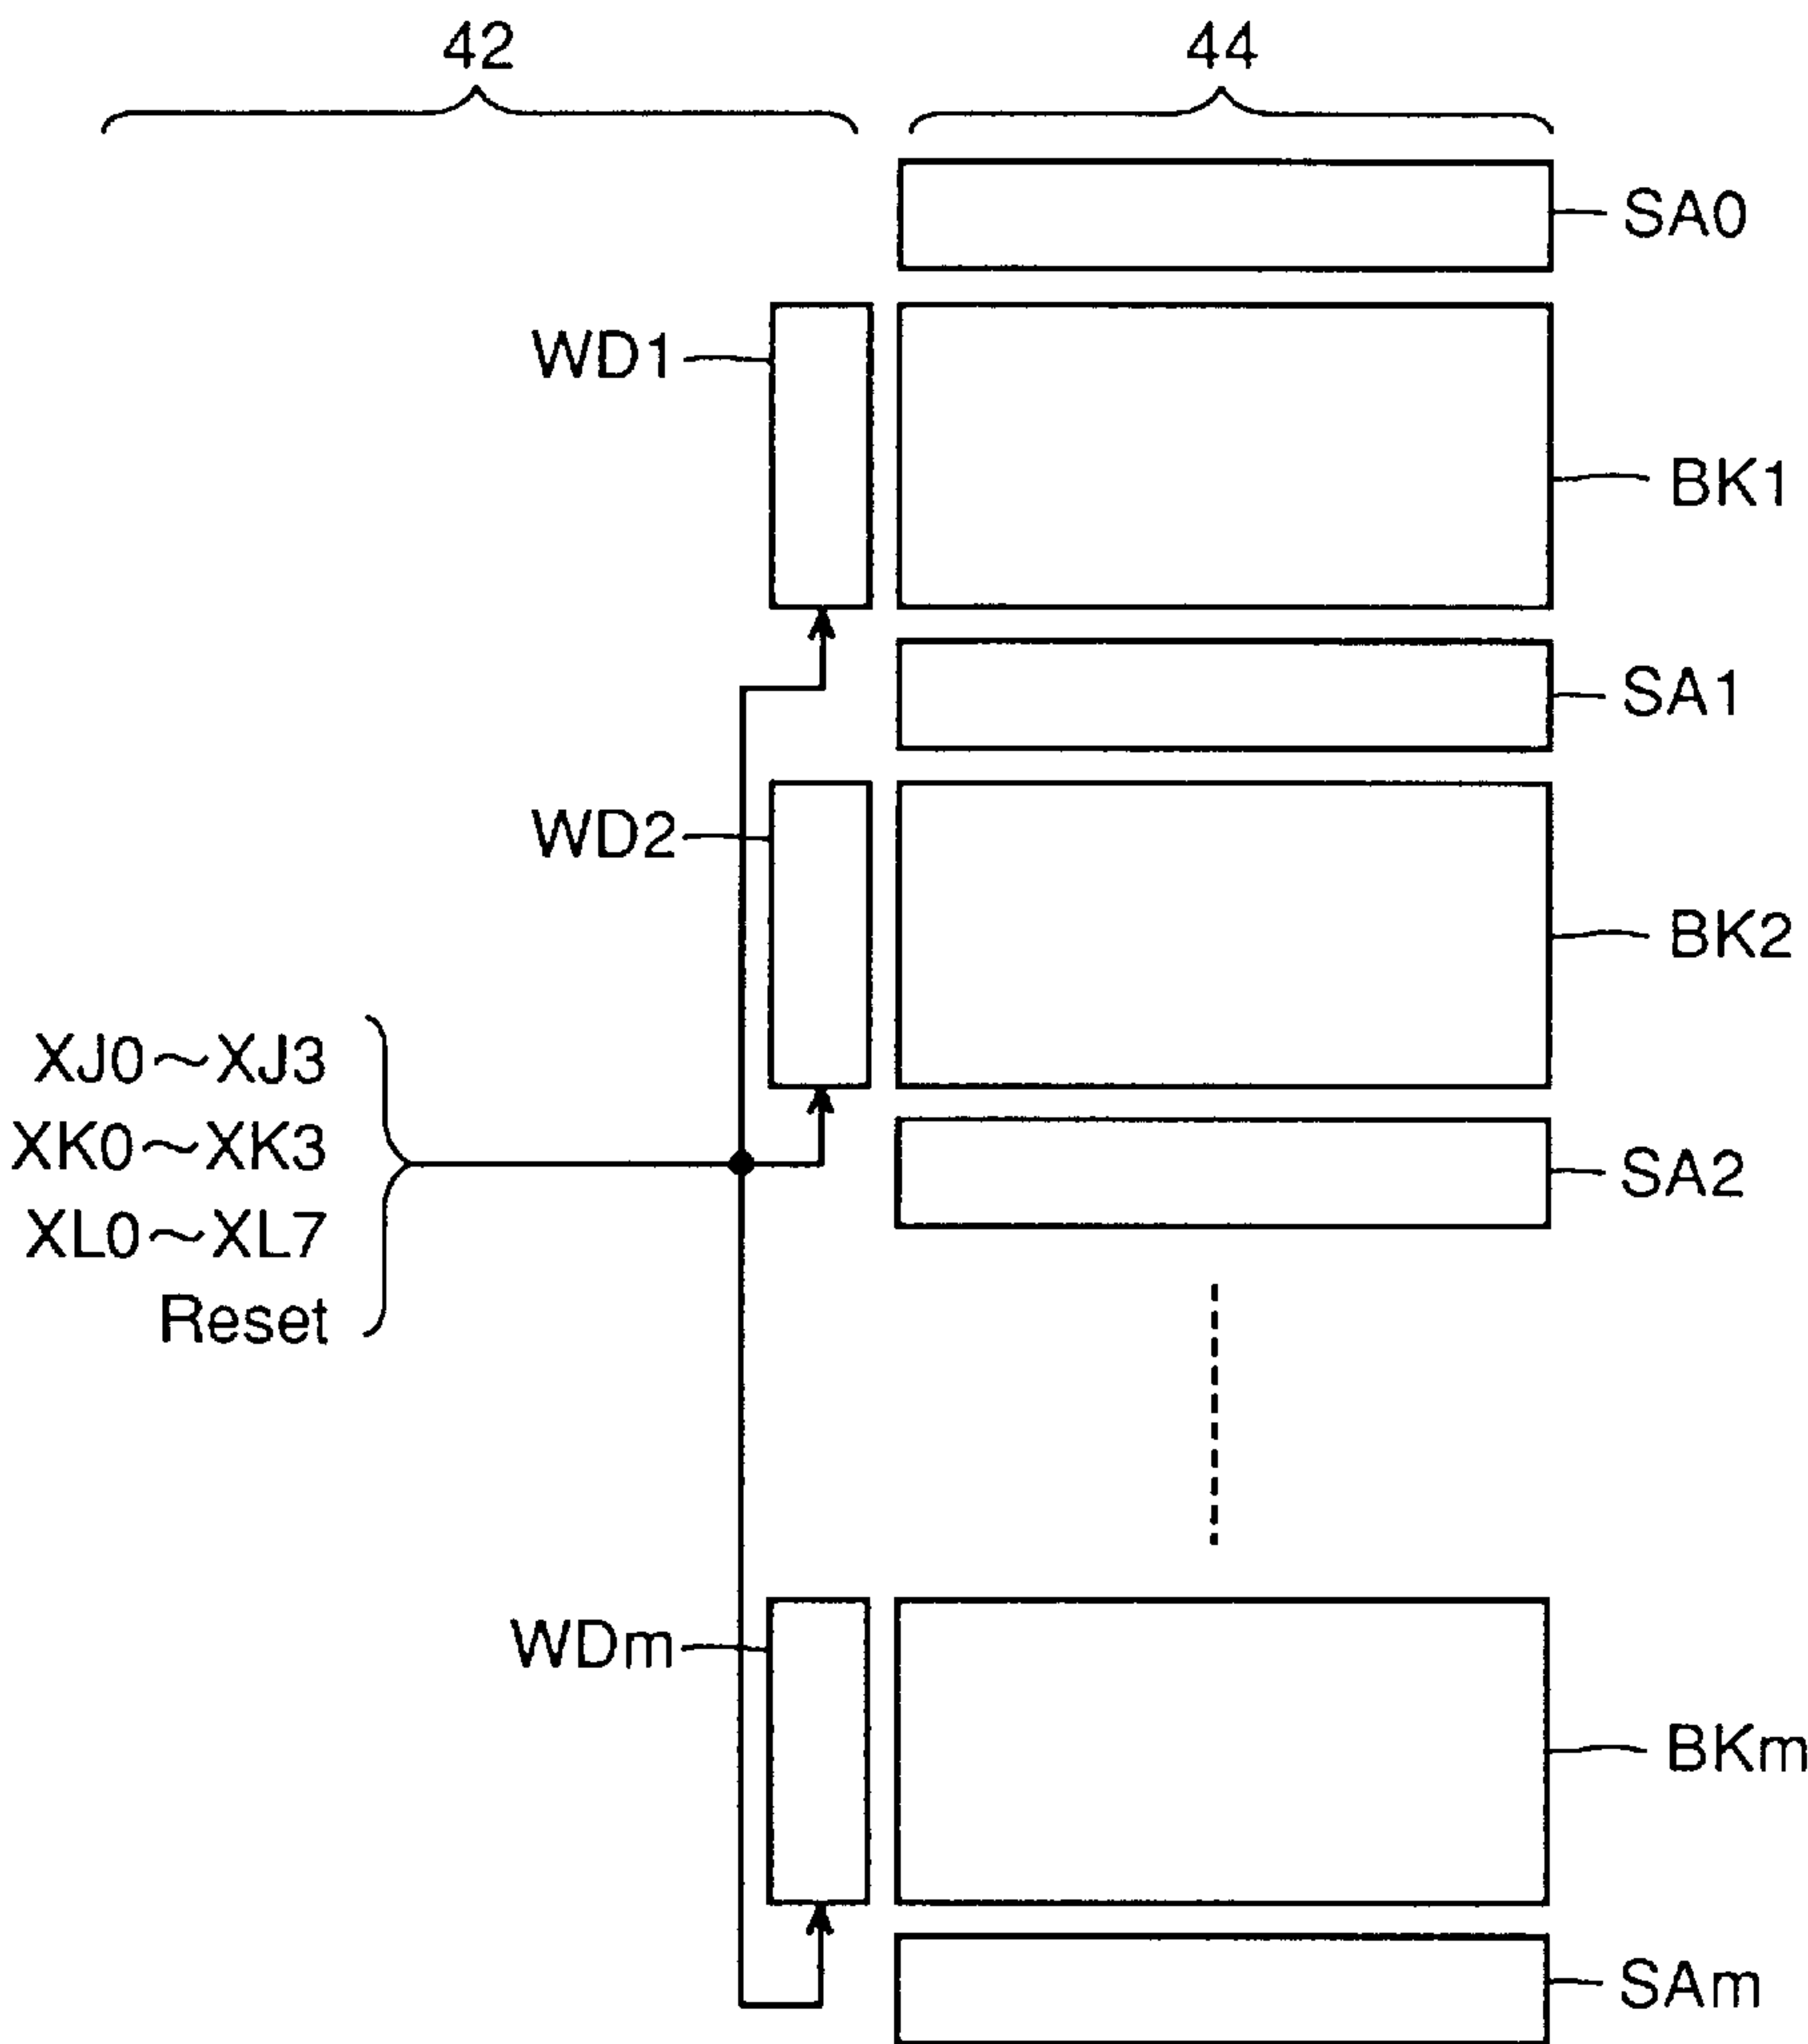 42
44
SA0
WD1
BK1
SA1
WD2
BK2
XJ0~XJ3
XK0~XK3
XL0~XL7
Reset
SA2
WDm
BKm
SAm